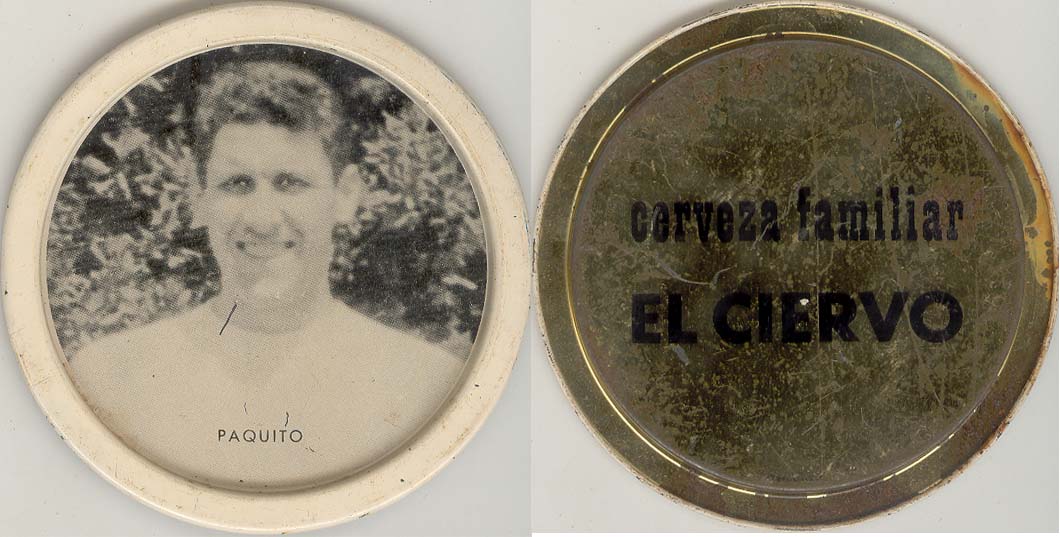 PAQUITO
cerveza familiar
EL CIERVO